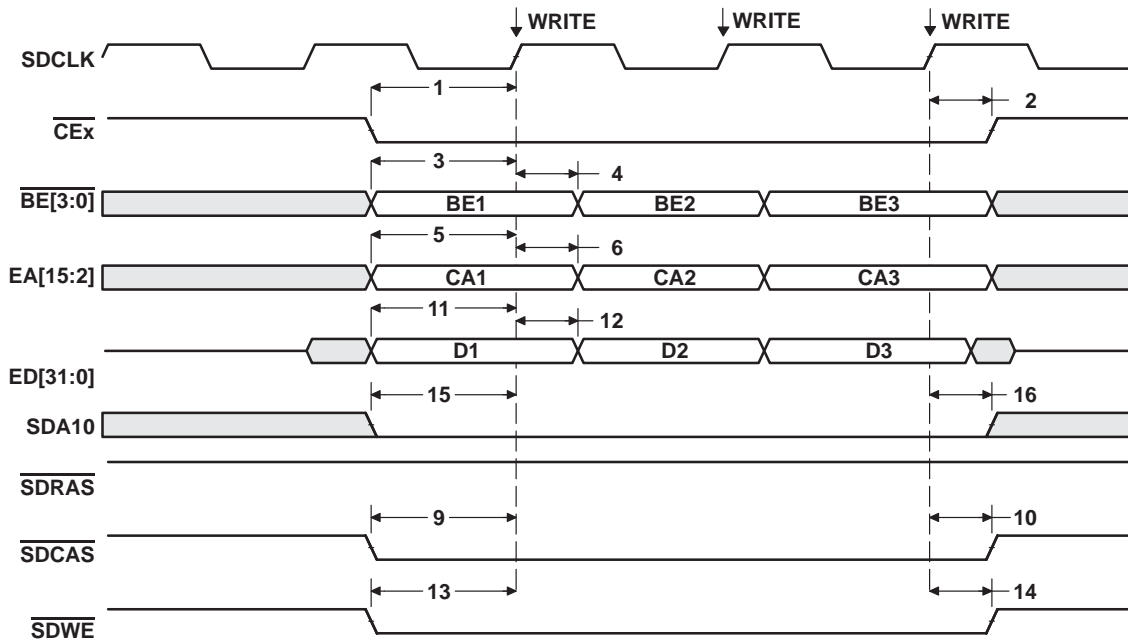 WRITE WRITE WRITE
SDCLK
1 2
CEx
3 4
BE[3:0] BE1 BE2 BE3
5 6
EA[15:2] CA1 CA2 CA3
11 12
D1 D2 D3
ED[31:0]
15 16
SDA10
SDRAS
9 10
SDCAS
13 14
SDWE